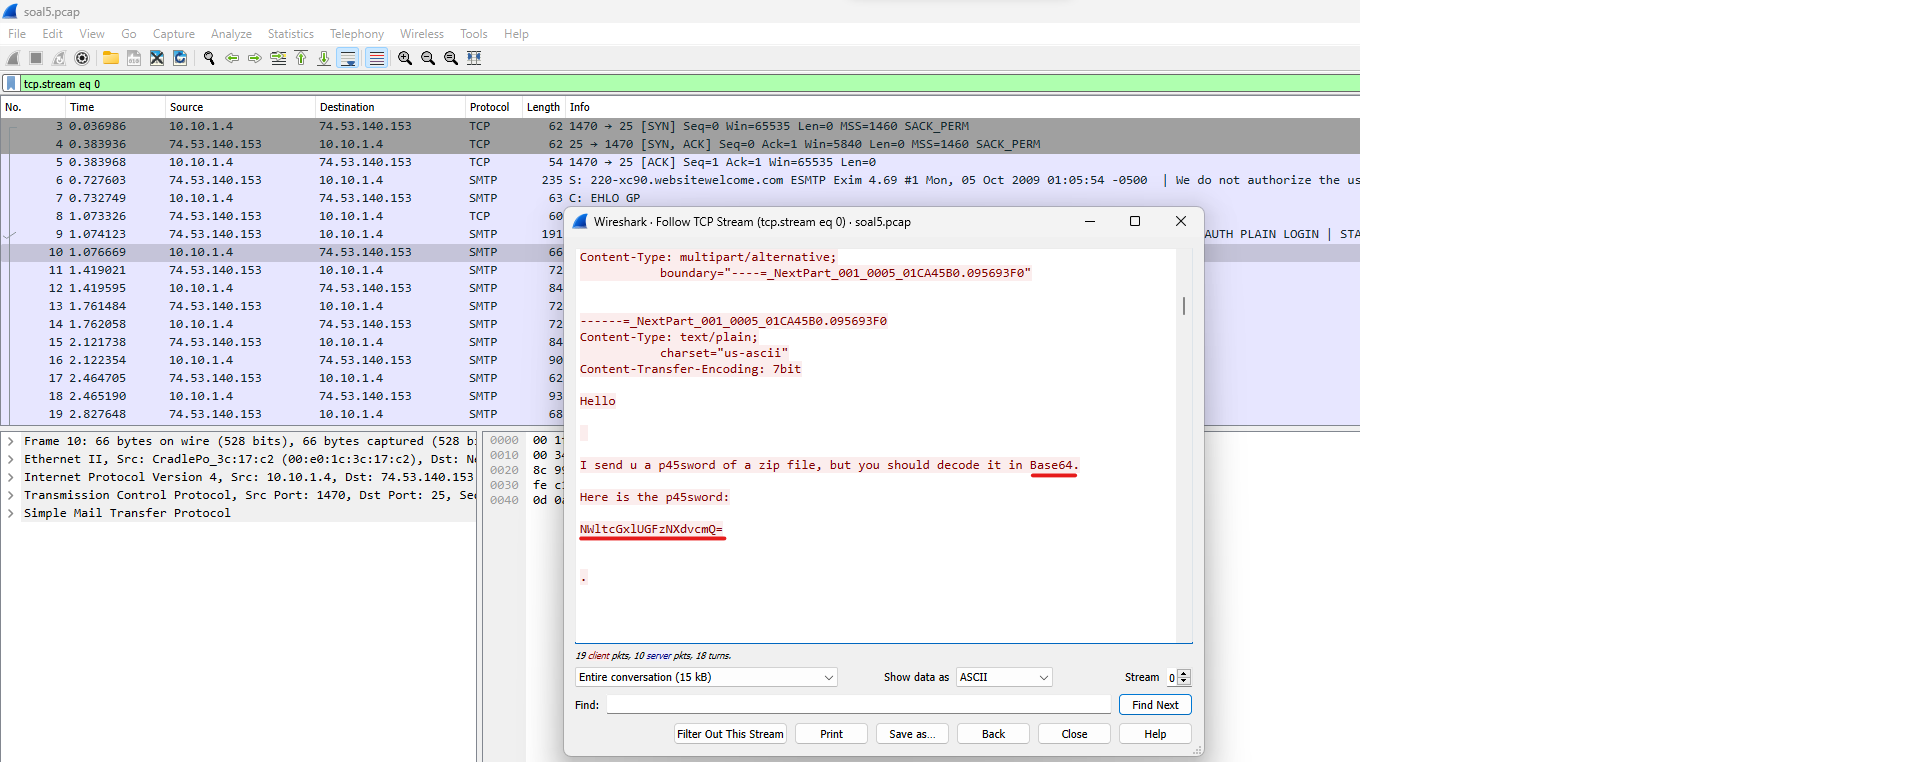 soal5.pcap
File Edit View Go Capture Analyze Statistics Telephony Wireless Tools Help
tcp.stream eq 0
No. Time Source Destination Protocol Length Info
3 0.036986 10.10.1.4 74.53.140.153 TCP 62 1470 → 25 [SYN] Seq=0 Win=65535 Len=0 MSS=1460 SACK_PERM
4 0.383936 74.53.140.153 10.10.1.4 TCP 62 25 → 1470 [SYN, ACK] Seq=0 Ack=1 Win=5840 Len=0 MSS=1460 SACK_PERM
5 0.383968 10.10.1.4 74.53.140.153 TCP 54 1470 → 25 [ACK] Seq=1 Ack=1 Win=65535 Len=0
6 0.727603 74.53.140.153 10.10.1.4 SMTP 235 S: 220-xc90.websitewelcome.com ESMTP Exim 4.69 #1 Mon, 05 Oct 2009 01:05:54 -0500 | We do not authorize the us
7 0.732749 10.10.1.4 74.53.140.153 SMTP 63 C: EHLO GP
8 1.073326 74.53.140.153 10.10.1.4 TCP 60
9 1.074123 74.53.140.153 10.10.1.4 SMTP 191 AUTH PLAIN LOGIN | STA
10 1.076669 10.10.1.4 74.53.140.153 SMTP 66
11 1.419021 74.53.140.153 10.10.1.4 SMTP 72
12 1.419595 10.10.1.4 74.53.140.153 SMTP 84
13 1.761484 74.53.140.153 10.10.1.4 SMTP 72
14 1.762058 10.10.1.4 74.53.140.153 SMTP 72
15 2.121738 74.53.140.153 10.10.1.4 SMTP 84
16 2.122354 10.10.1.4 74.53.140.153 SMTP 90
17 2.464705 74.53.140.153 10.10.1.4 SMTP 62
18 2.465190 10.10.1.4 74.53.140.153 SMTP 93
19 2.827648 74.53.140.153 10.10.1.4 SMTP 68
Frame 10: 66 bytes on wire (528 bits), 66 bytes captured (528 b
Ethernet II, Src: CradlePo_3c:17:c2 (00:e0:1c:3c:17:c2), Dst: N
Internet Protocol Version 4, Src: 10.10.1.4, Dst: 74.53.140.153
Transmission Control Protocol, Src Port: 1470, Dst Port: 25, Se
Simple Mail Transfer Protocol
0000 00 1
0010 00 34
0020 8c 99
0030 fe c
0040 0d 0a
Wireshark · Follow TCP Stream (tcp.stream eq 0) · soal5.pcap
Content-Type: multipart/alternative;
boundary="----=_NextPart_001_0005_01CA45B0.095693F0"
------=_NextPart_001_0005_01CA45B0.095693F0
Content-Type: text/plain;
charset="us-ascii"
Content-Transfer-Encoding: 7bit
Hello
I send u a p45sword of a zip file, but you should decode it in Base64.
Here is the p45sword:
NWltcGxlUGFzNXdvcmQ=
.
19 client pkts, 10 server pkts, 18 turns.
Entire conversation (15 kB) Show data as ASCII Stream 0
Find: Find Next
Filter Out This Stream Print Save as... Back Close Help